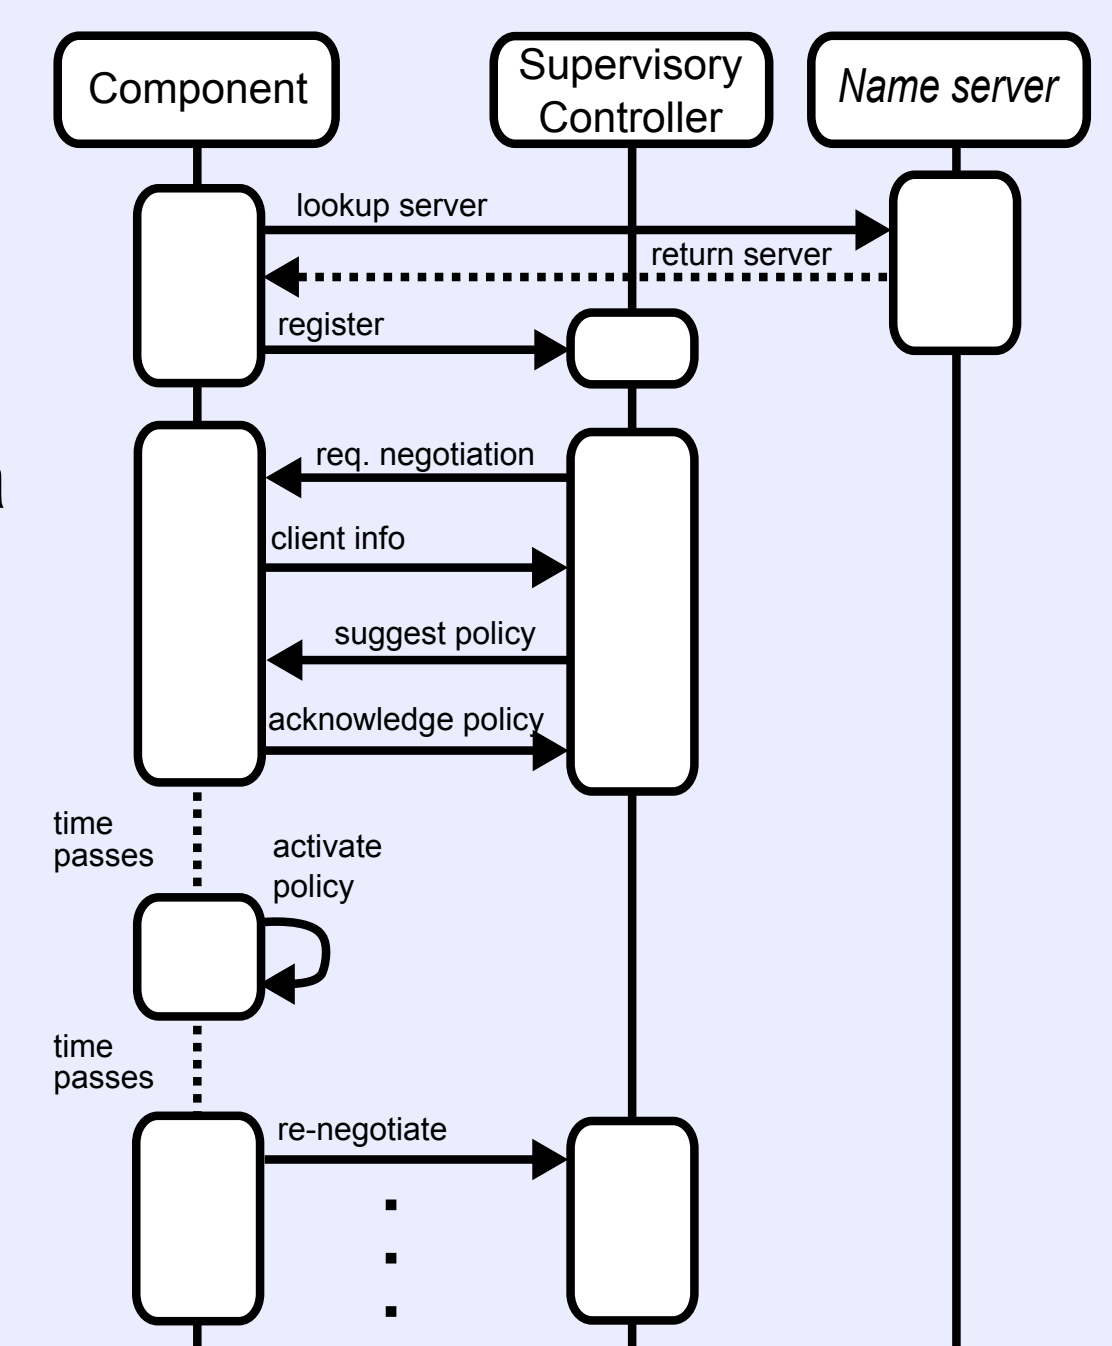 Component
Supervisory
Controller
Name server
lookup server
return server
register
req. negotiation
client info
suggest policy
acknowledge policy
time
passes
activate
policy
time
passes
re-negotiate